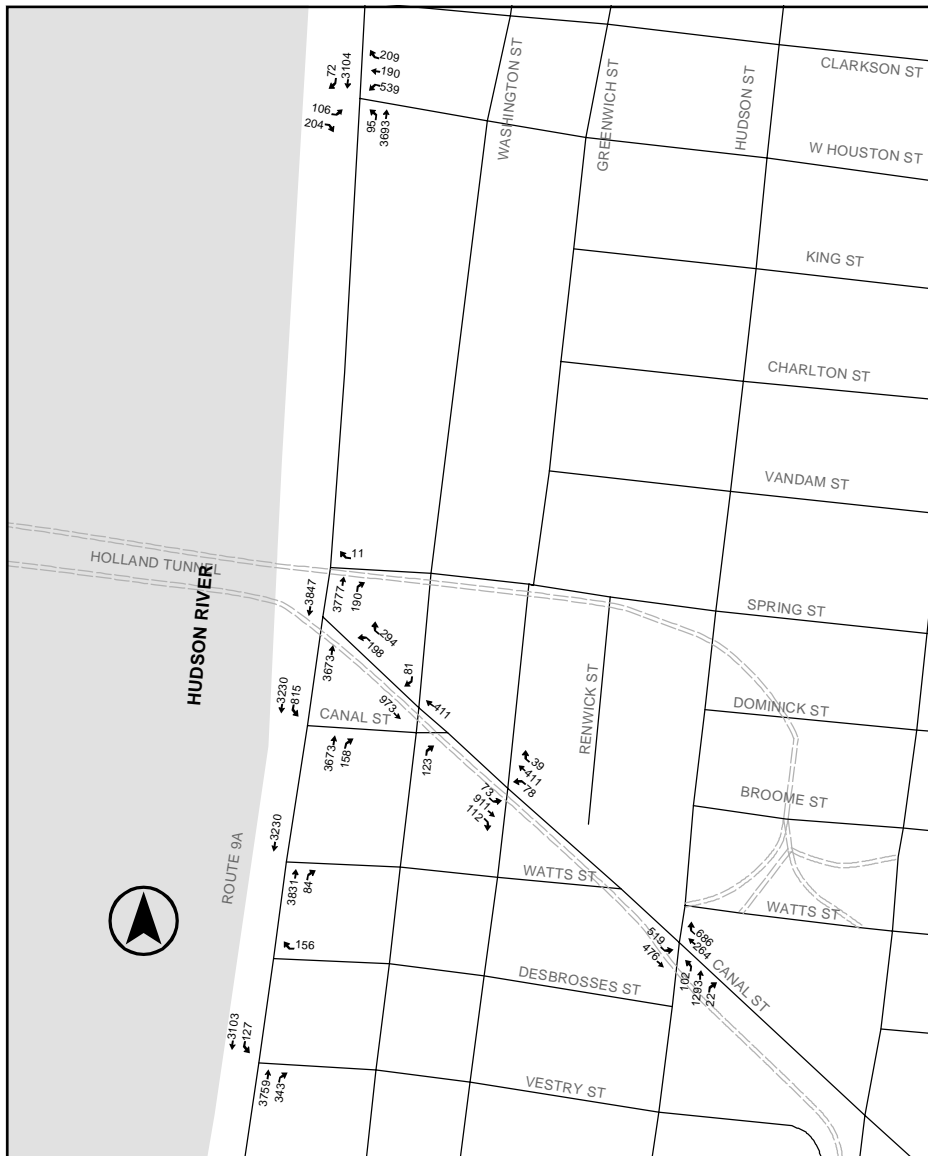 CLARKSON ST
WASHINGTON ST
GREENWICH ST
HUDSON ST
W HOUSTON ST
209
190
539
72
3104
106
204
95
3693
KING ST
CHARLTON ST
VANDAM ST
HOLLAND TUNNEL
HUDSON RIVER
11
3847
3777
190
SPRING ST
294
198
3673
81
411
973
3230
815
CANAL ST
RENWICK ST
DOMINICK ST
3673
158
123
39
411
78
73
911
112
BROOME ST
3230
ROUTE 9A
3831
84
WATTS ST
WATTS ST
156
519
476
686
264
CANAL ST
102
1293
22
DESBROSSES ST
3103
127
3759
343
VESTRY ST